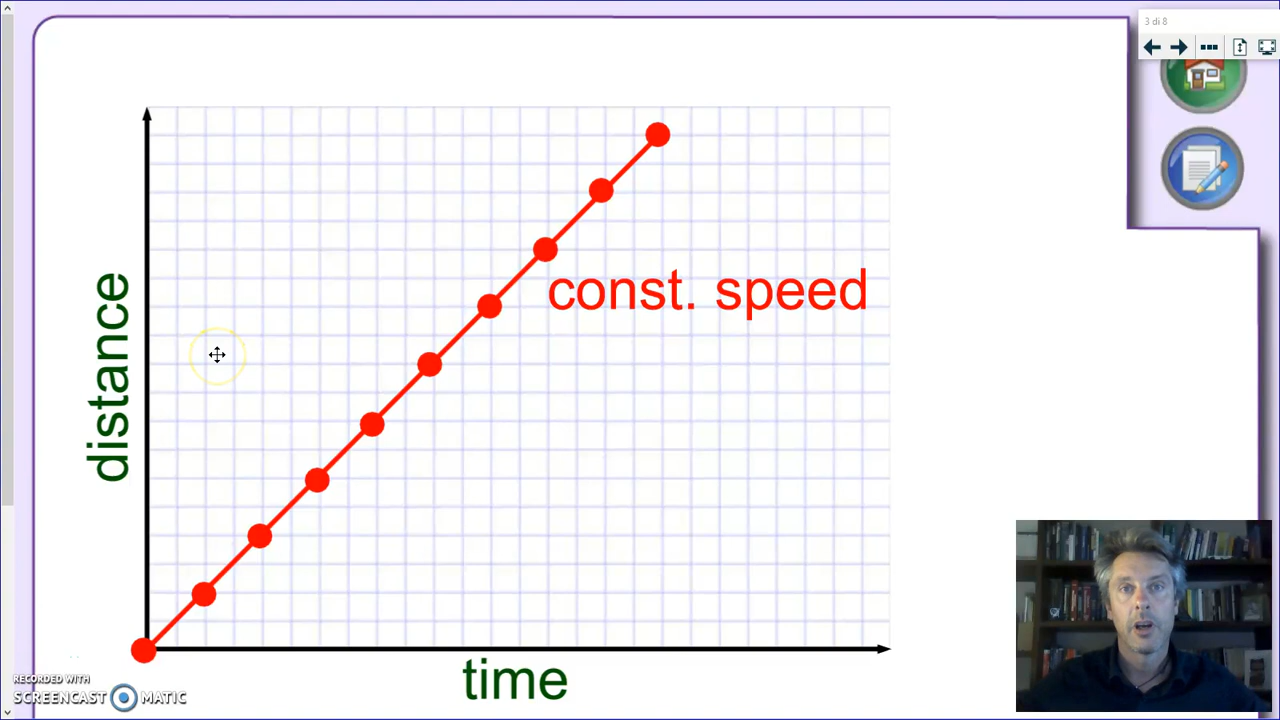 3 di 8
distance
const. speed
time
RECORDED WITH
SCREENCAST MATIC